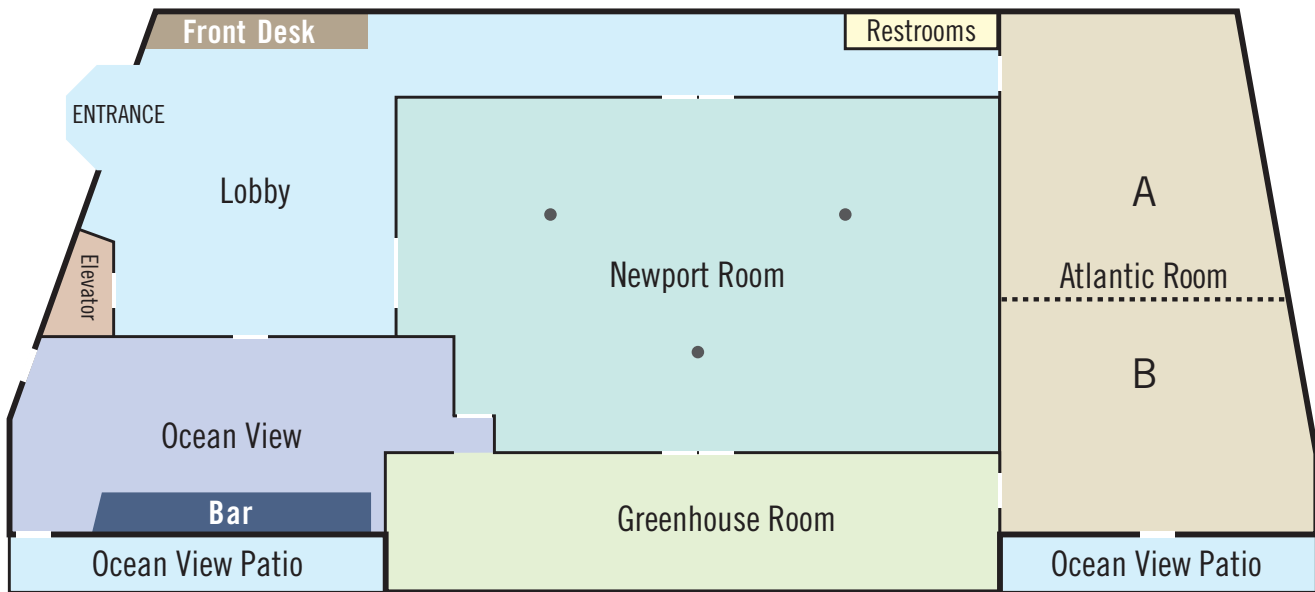 Front Desk
Restrooms
ENTRANCE
Lobby
A
Elevator
Newport Room
Atlantic Room
B
Ocean View
Bar
Greenhouse Room
Ocean View Patio
Ocean View Patio